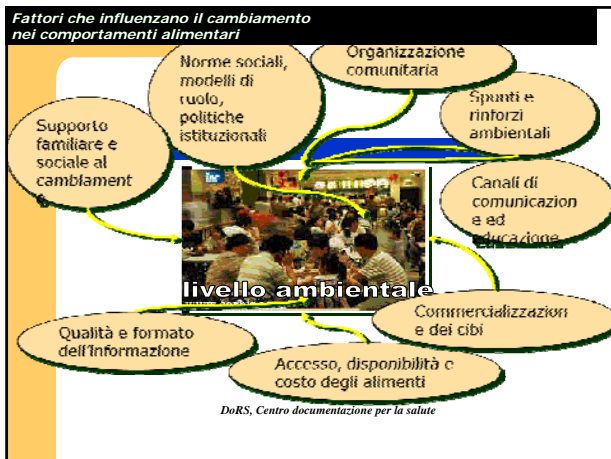 Fattori che influenzano il cambiamento
nei comportamenti alimentari
Norme sociali,
modelli di
ruolo,
politiche
istituzionali
Organizzazione
comunitaria
Spunti e
rinforzi
ambientali
Supporto
familiare e
sociale al
cambiament
Canali di
comunicazion
e ed
educazione
livello ambientale
Commercializzazion
e dei cibi
Qualità e formato
dell'Informazione
Accesso, disponibilità e
costo degli alimenti
DoRS, Centro documentazione per la salute